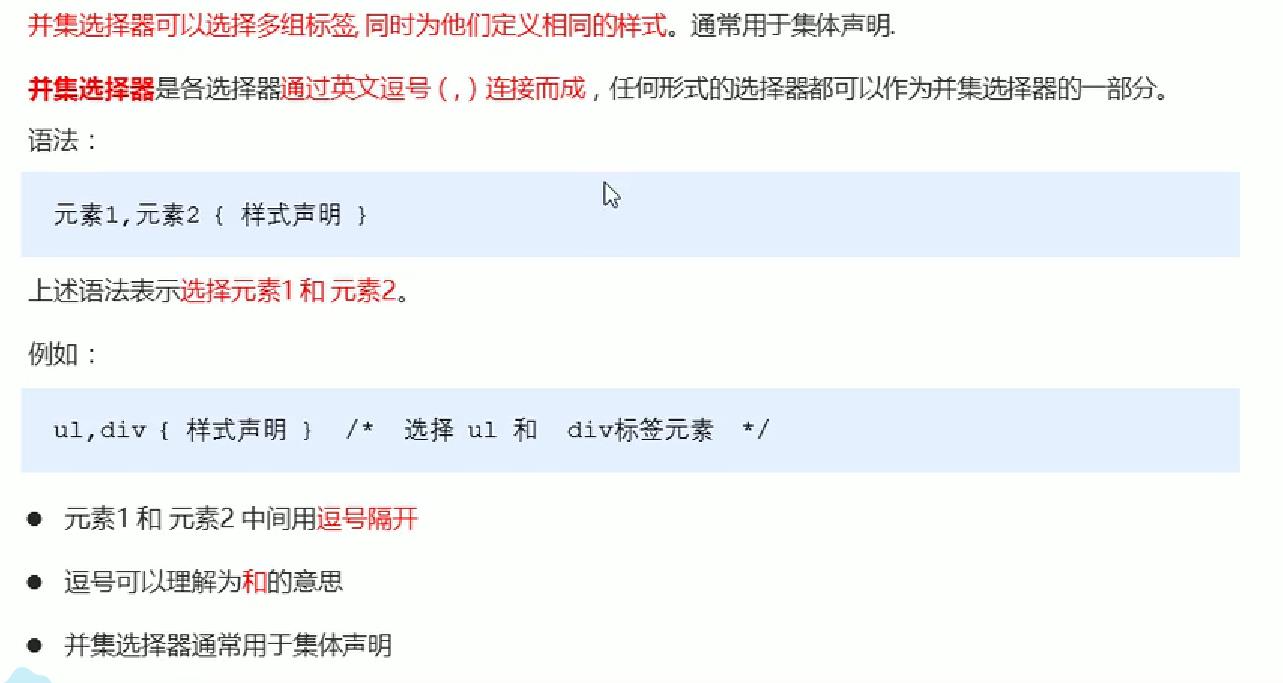 并集选择器可以选择多组标签, 同时为他们定义相同的样式。通常用于集体声明.
并集选择器是各选择器通过英文逗号（,）连接而成，任何形式的选择器都可以作为并集选择器的一部分。
语法：
元素1,元素2 { 样式声明 }
上述语法表示选择元素1 和 元素2。
例如：
ul,div { 样式声明 } /* 选择 ul 和 div标签元素 */
● 元素1 和 元素2 中间用逗号隔开
● 逗号可以理解为和的意思
● 并集选择器通常用于集体声明